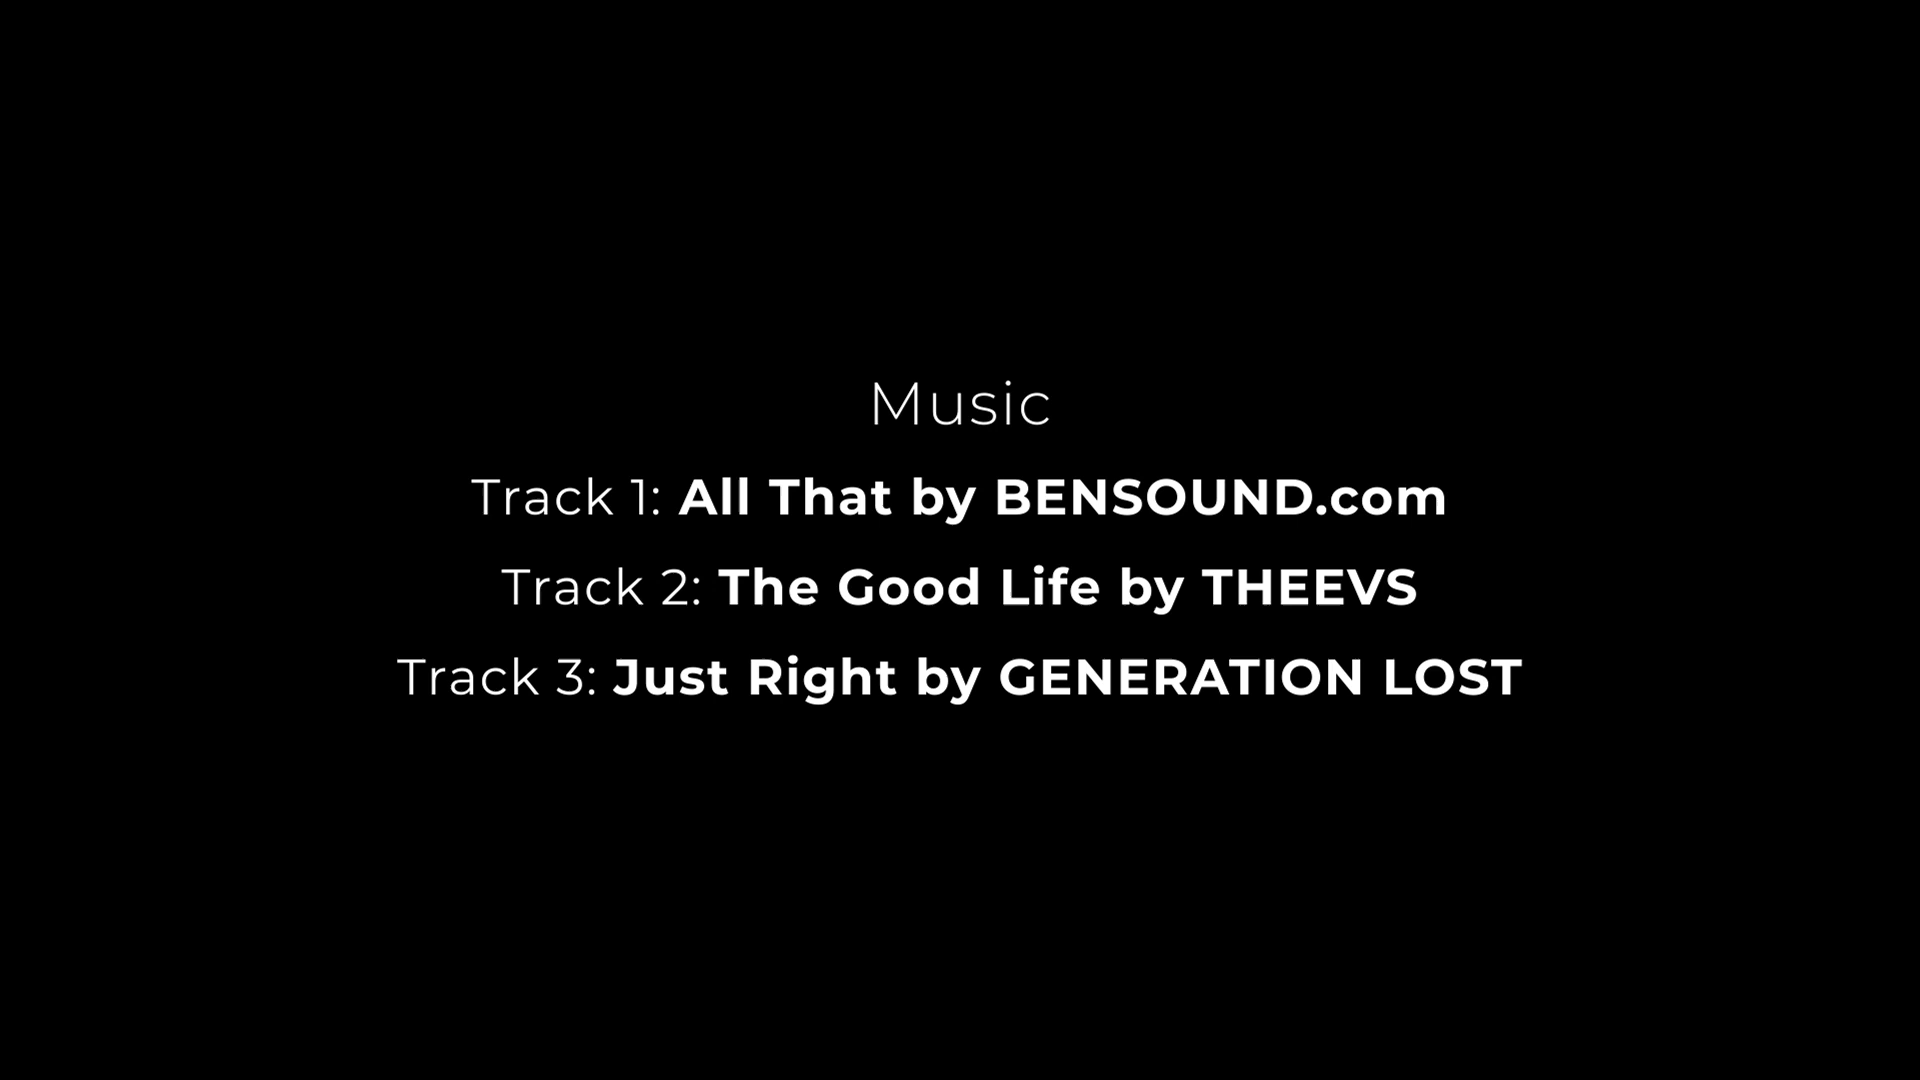 Music
Track 1: All That by BENSOUND.com
Track 2: The Good Life by THEEVS
Track 3: Just Right by GENERATION LOST